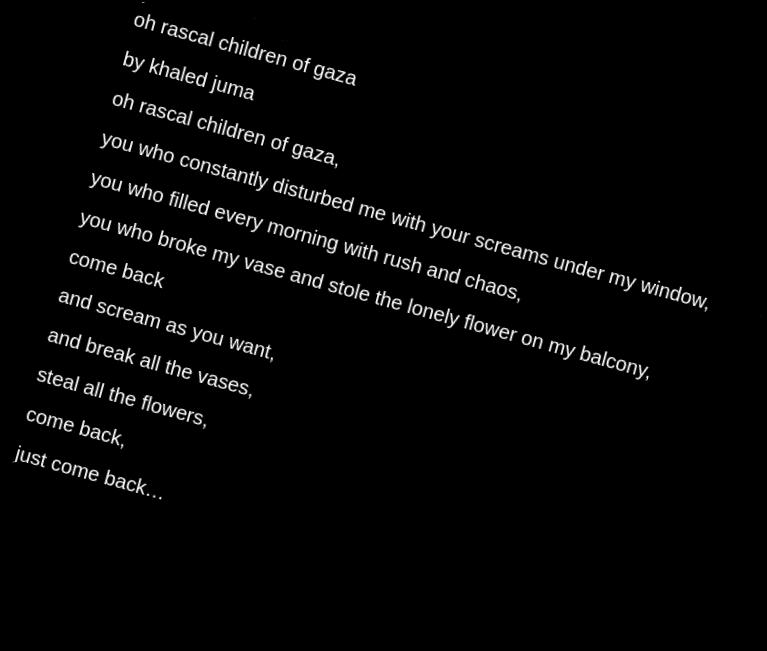 oh rascal children of gaza
by khaled juma
oh rascal children of gaza,
you who constantly disturbed me with your screams under my window,
you who filled every morning with rush and chaos,
you who broke my vase and stole the lonely flower on my balcony,
come back
and scream as you want,
and break all the vases,
steal all the flowers,
come back,
just come back…